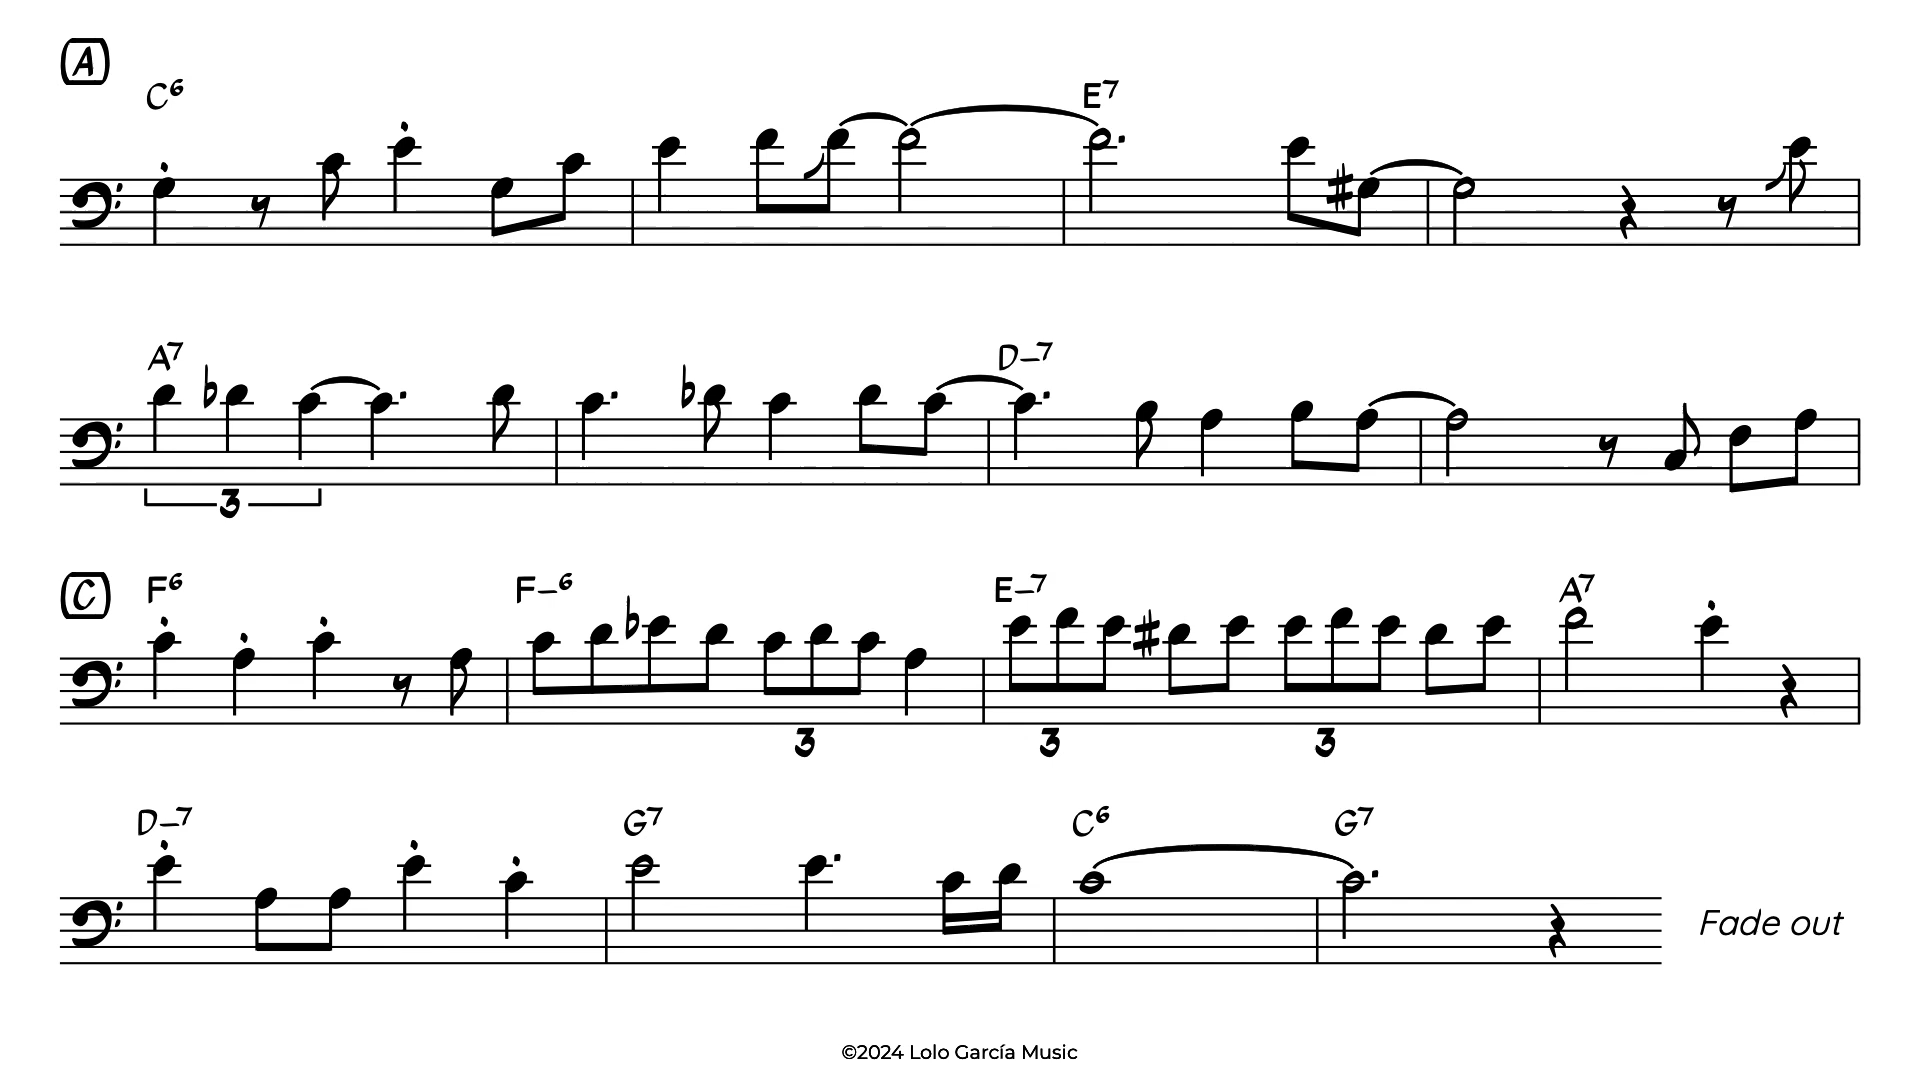 A
C6 E7
A7 D–7
3
C F6 F–6 E–7 A7
3 3 3
D–7 G7 C6 G7
Fade out
©2024 Lolo García Music